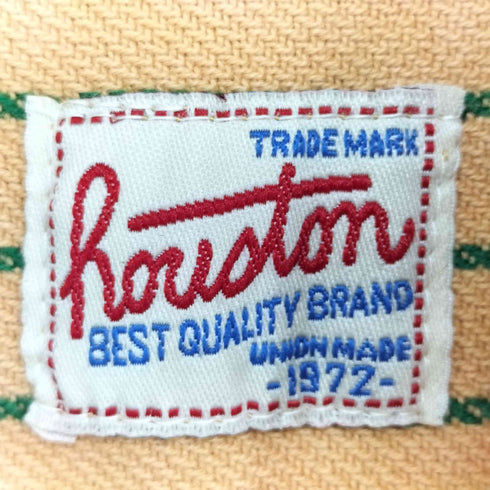 TRADE MARK
houston
BEST QUALITY BRAND
UNION MADE
-1972-